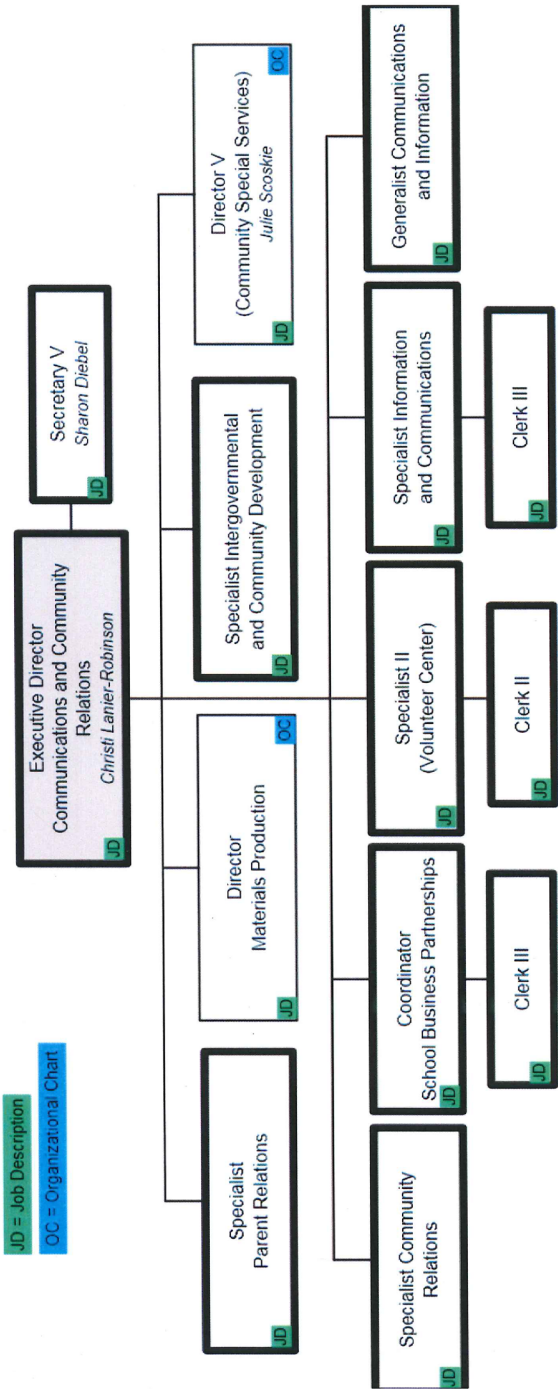 JD = Job Description
OC = Organizational Chart
Executive Director
Communications and Community
Relations
Christi Lanier-Robinson
JD
Secretary V
Sharon Diebel
JD
Specialist
Parent Relations
JD
Director
Materials Production
JD
OC
Specialist Intergovernmental
and Community Development
JD
Director V
(Community Special Services)
Julie Scoskie
JD
OC
Specialist Community
Relations
JD
Coordinator
School Business Partnerships
JD
Specialist II
(Volunteer Center)
JD
Specialist Information
and Communications
JD
Generalist Communications
and Information
JD
Clerk III
JD
Clerk II
JD
Clerk III
JD